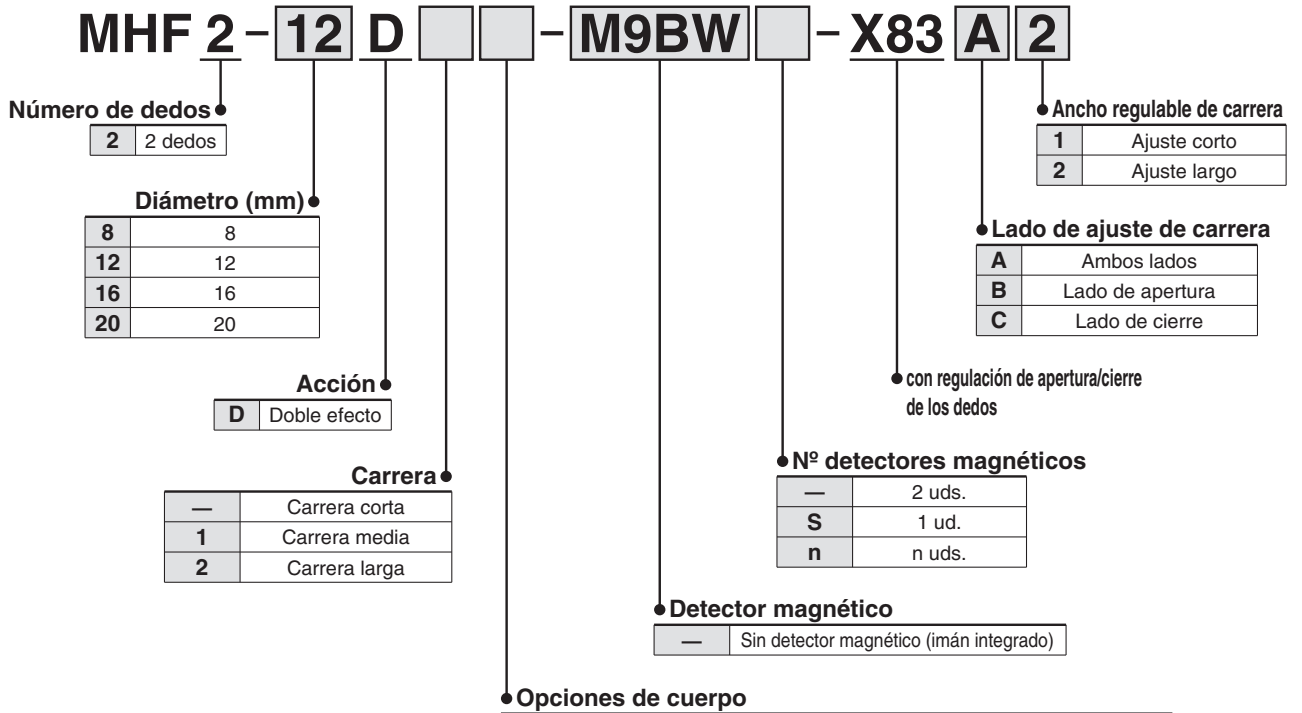 MHF 2 - 12 D - M9BW - X83 A 2
Número de dedos
2 2 dedos
Diámetro (mm)
8 8
12 12
16 16
20 20
Acción
D Doble efecto
Carrera
— Carrera corta
1 Carrera media
2 Carrera larga
Ancho regulable de carrera
1 Ajuste corto
2 Ajuste largo
Lado de ajuste de carrera
A Ambos lados
B Lado de apertura
C Lado de cierre
con regulación de apertura/cierre
de los dedos
Nº detectores magnéticos
— 2 uds.
S 1 ud.
n n uds.
Detector magnético
— Sin detector magnético (imán integrado)
Opciones de cuerpo